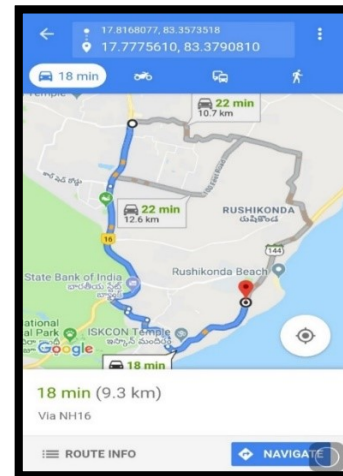 17.8168077, 83.3573518
17.7775610, 83.3790810
18 min
Temple
22 min
10.7 km
22 min
12.6 km
RUSHIKONDA
రుషికొండ
16
144
State Bank of India
Rushikonda Beach
ISKCON Temple
ఇస్కాన్ మందిరం
Google
18 min
18 min (9.3 km)
Via NH16
ROUTE INFO
NAVIGATE